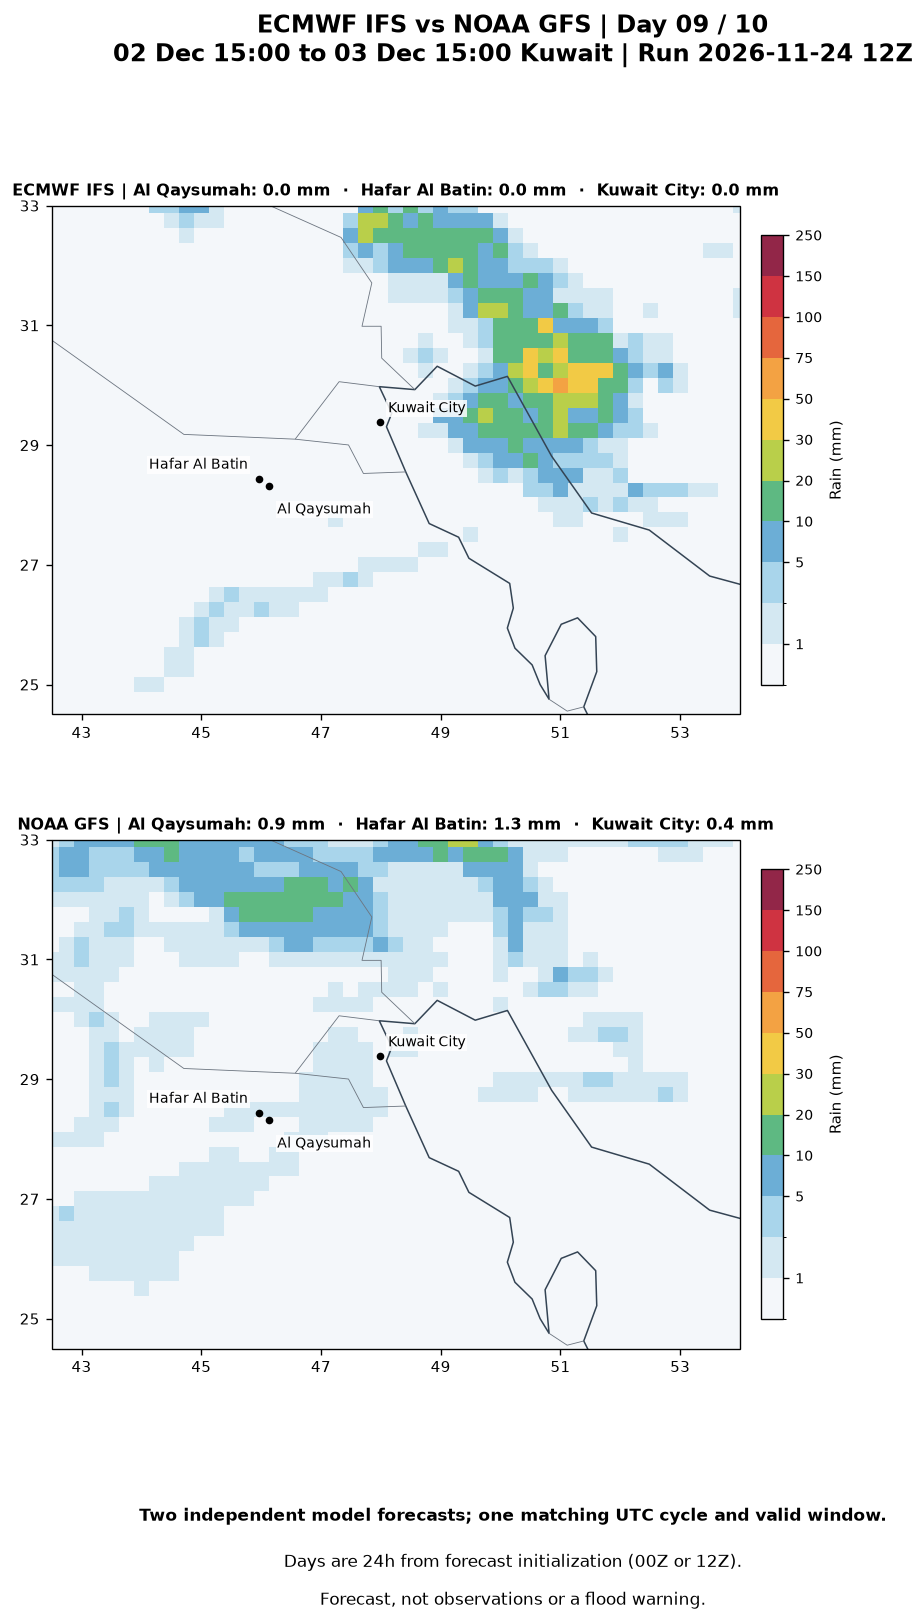 ECMWF IFS vs NOAA GFS | Day 09 / 10
02 Dec 15:00 to 03 Dec 15:00 Kuwait | Run 2026-11-24 12Z
ECMWF IFS | Al Qaysumah: 0.0 mm · Hafar Al Batin: 0.0 mm · Kuwait City: 0.0 mm
33
31
29
27
25
43 45 47 49 51 53
Kuwait City
Hafar Al Batin
Al Qaysumah
250
150
100
75
50
30
20
10
5
1
Rain (mm)
NOAA GFS | Al Qaysumah: 0.9 mm · Hafar Al Batin: 1.3 mm · Kuwait City: 0.4 mm
33
31
29
27
25
43 45 47 49 51 53
Kuwait City
Hafar Al Batin
Al Qaysumah
250
150
100
75
50
30
20
10
5
1
Rain (mm)
Two independent model forecasts; one matching UTC cycle and valid window.
Days are 24h from forecast initialization (00Z or 12Z).
Forecast, not observations or a flood warning.